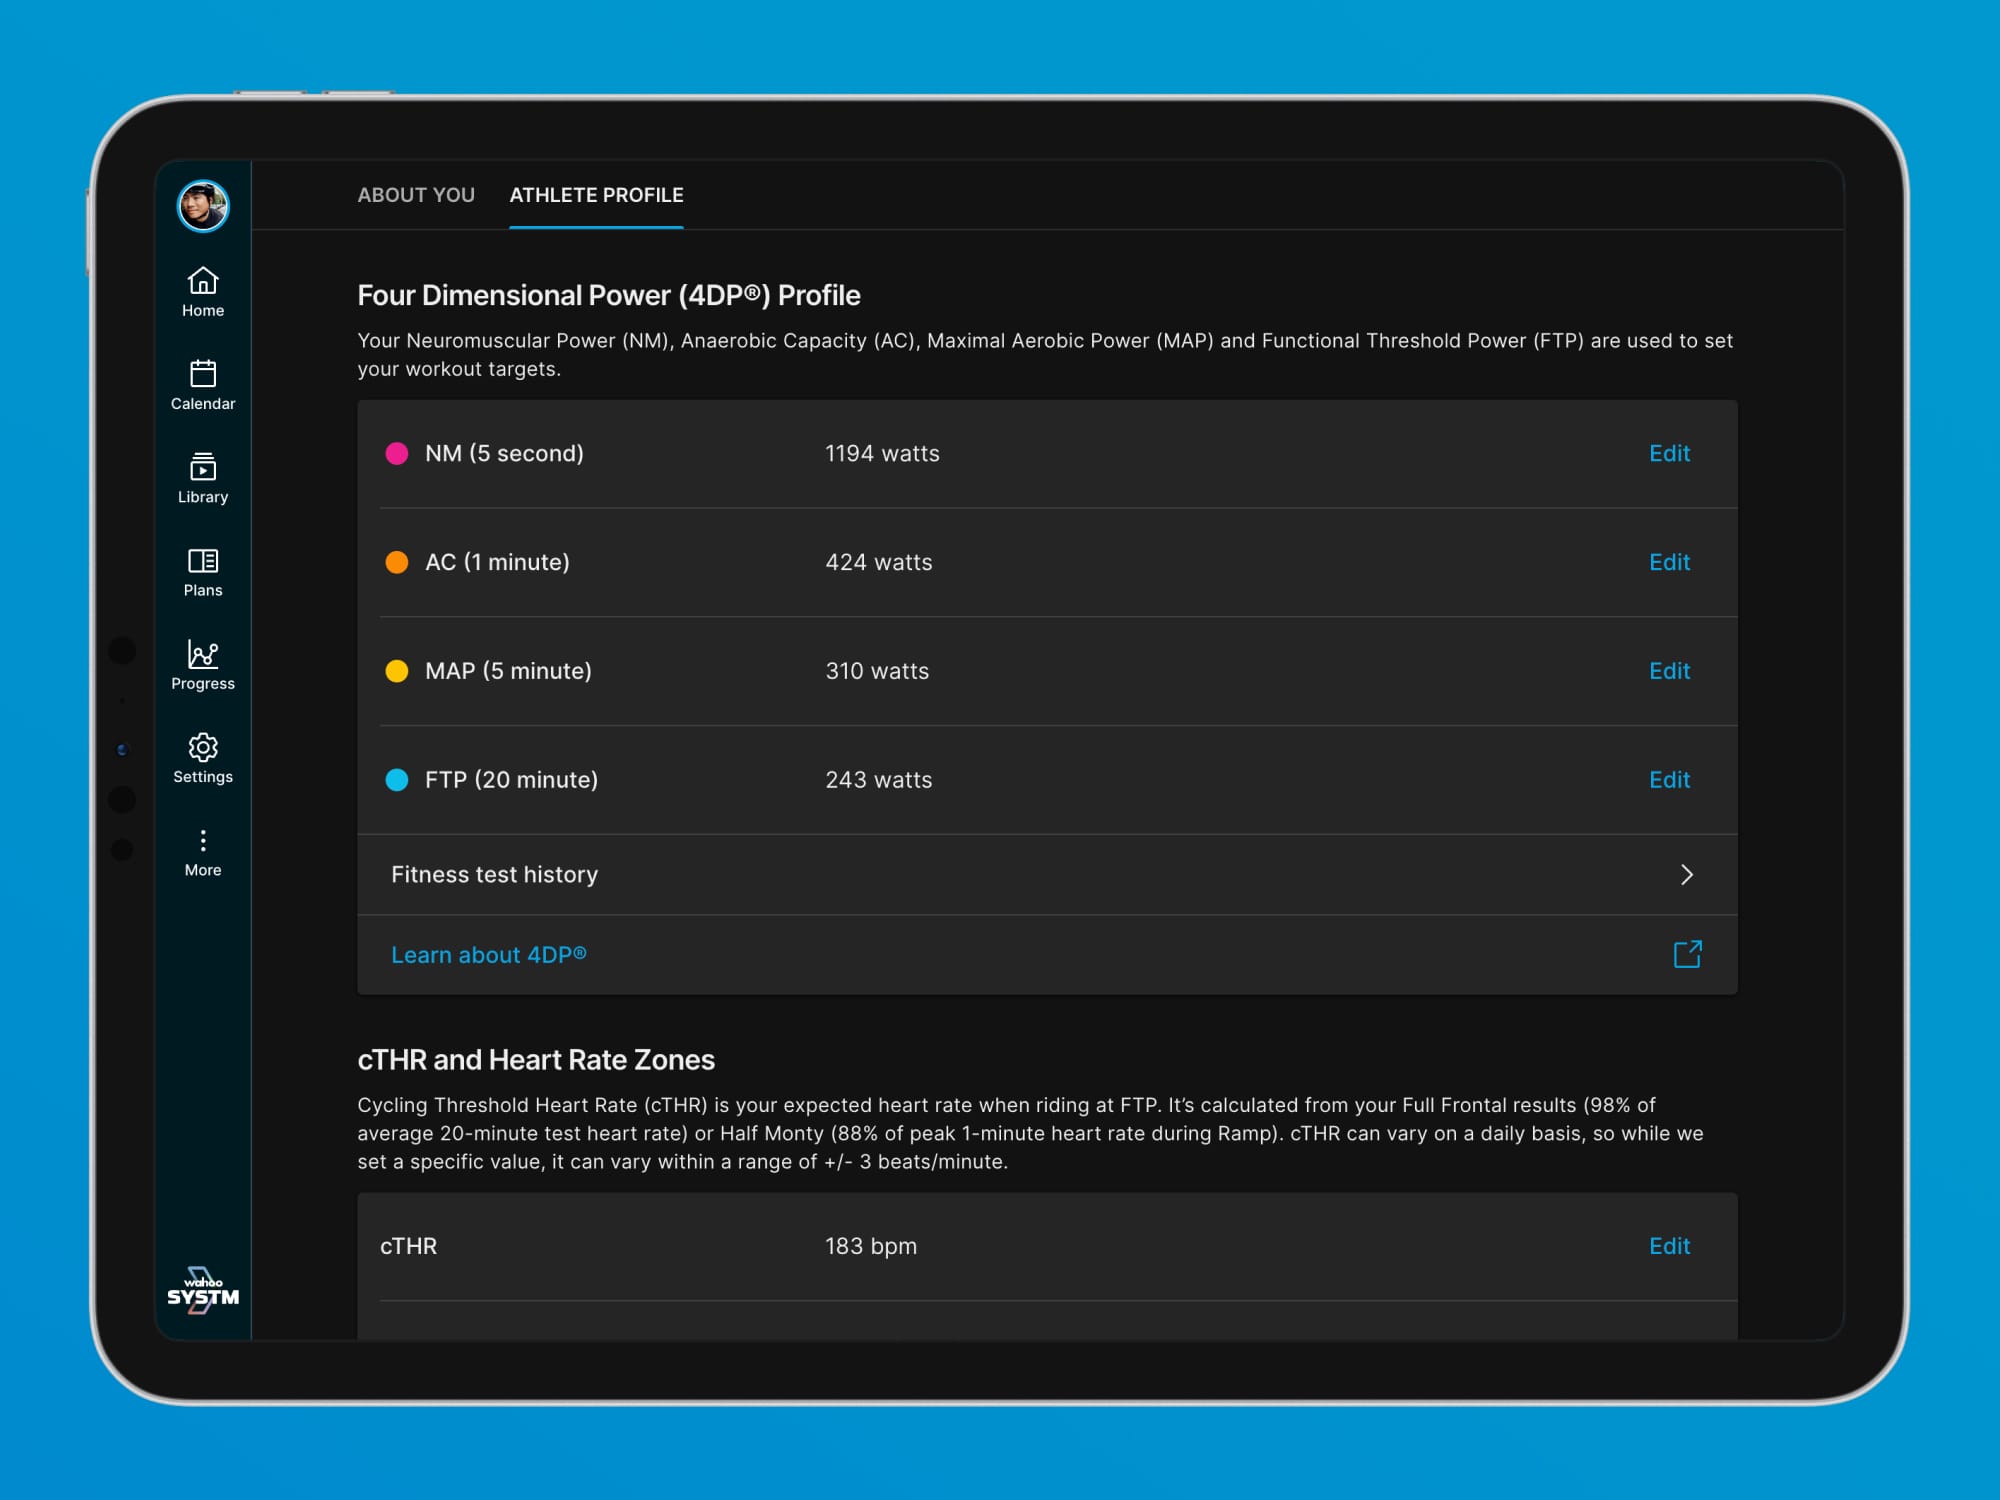 ABOUT YOU
ATHLETE PROFILE
Home
Calendar
Library
Plans
Progress
Settings
More
wahoo
SYSTM
Four Dimensional Power (4DP®) Profile
Your Neuromuscular Power (NM), Anaerobic Capacity (AC), Maximal Aerobic Power (MAP) and Functional Threshold Power (FTP) are used to set
your workout targets.
NM (5 second) 1194 watts Edit
AC (1 minute) 424 watts Edit
MAP (5 minute) 310 watts Edit
FTP (20 minute) 243 watts Edit
Fitness test history
Learn about 4DP®
cTHR and Heart Rate Zones
Cycling Threshold Heart Rate (cTHR) is your expected heart rate when riding at FTP. It’s calculated from your Full Frontal results (98% of
average 20-minute test heart rate) or Half Monty (88% of peak 1-minute heart rate during Ramp). cTHR can vary on a daily basis, so while we
set a specific value, it can vary within a range of +/- 3 beats/minute.
cTHR 183 bpm Edit